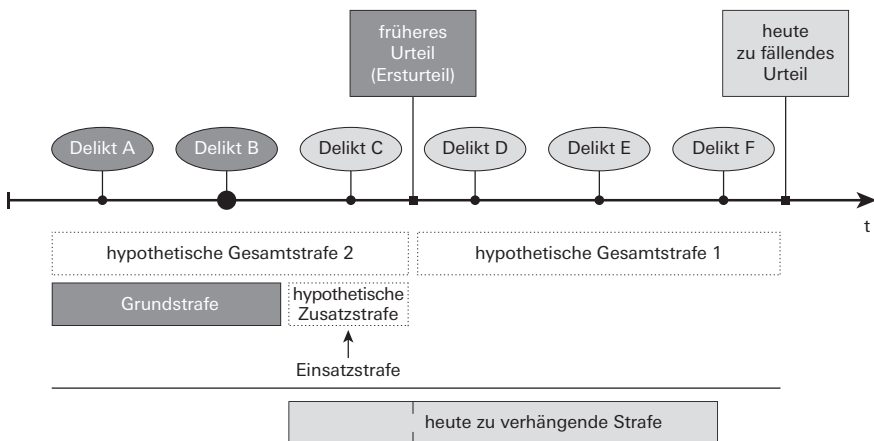 früheres
Urteil
(Ersturteil)
heute
zu fällendes
Urteil
Delikt A
Delikt B
Delikt C
Delikt D
Delikt E
Delikt F
t
hypothetische Gesamtstrafe 2
hypothetische Gesamtstrafe 1
Grundstrafe
hypothetische
Zusatzstrafe
Einsatzstrafe
heute zu verhängende Strafe